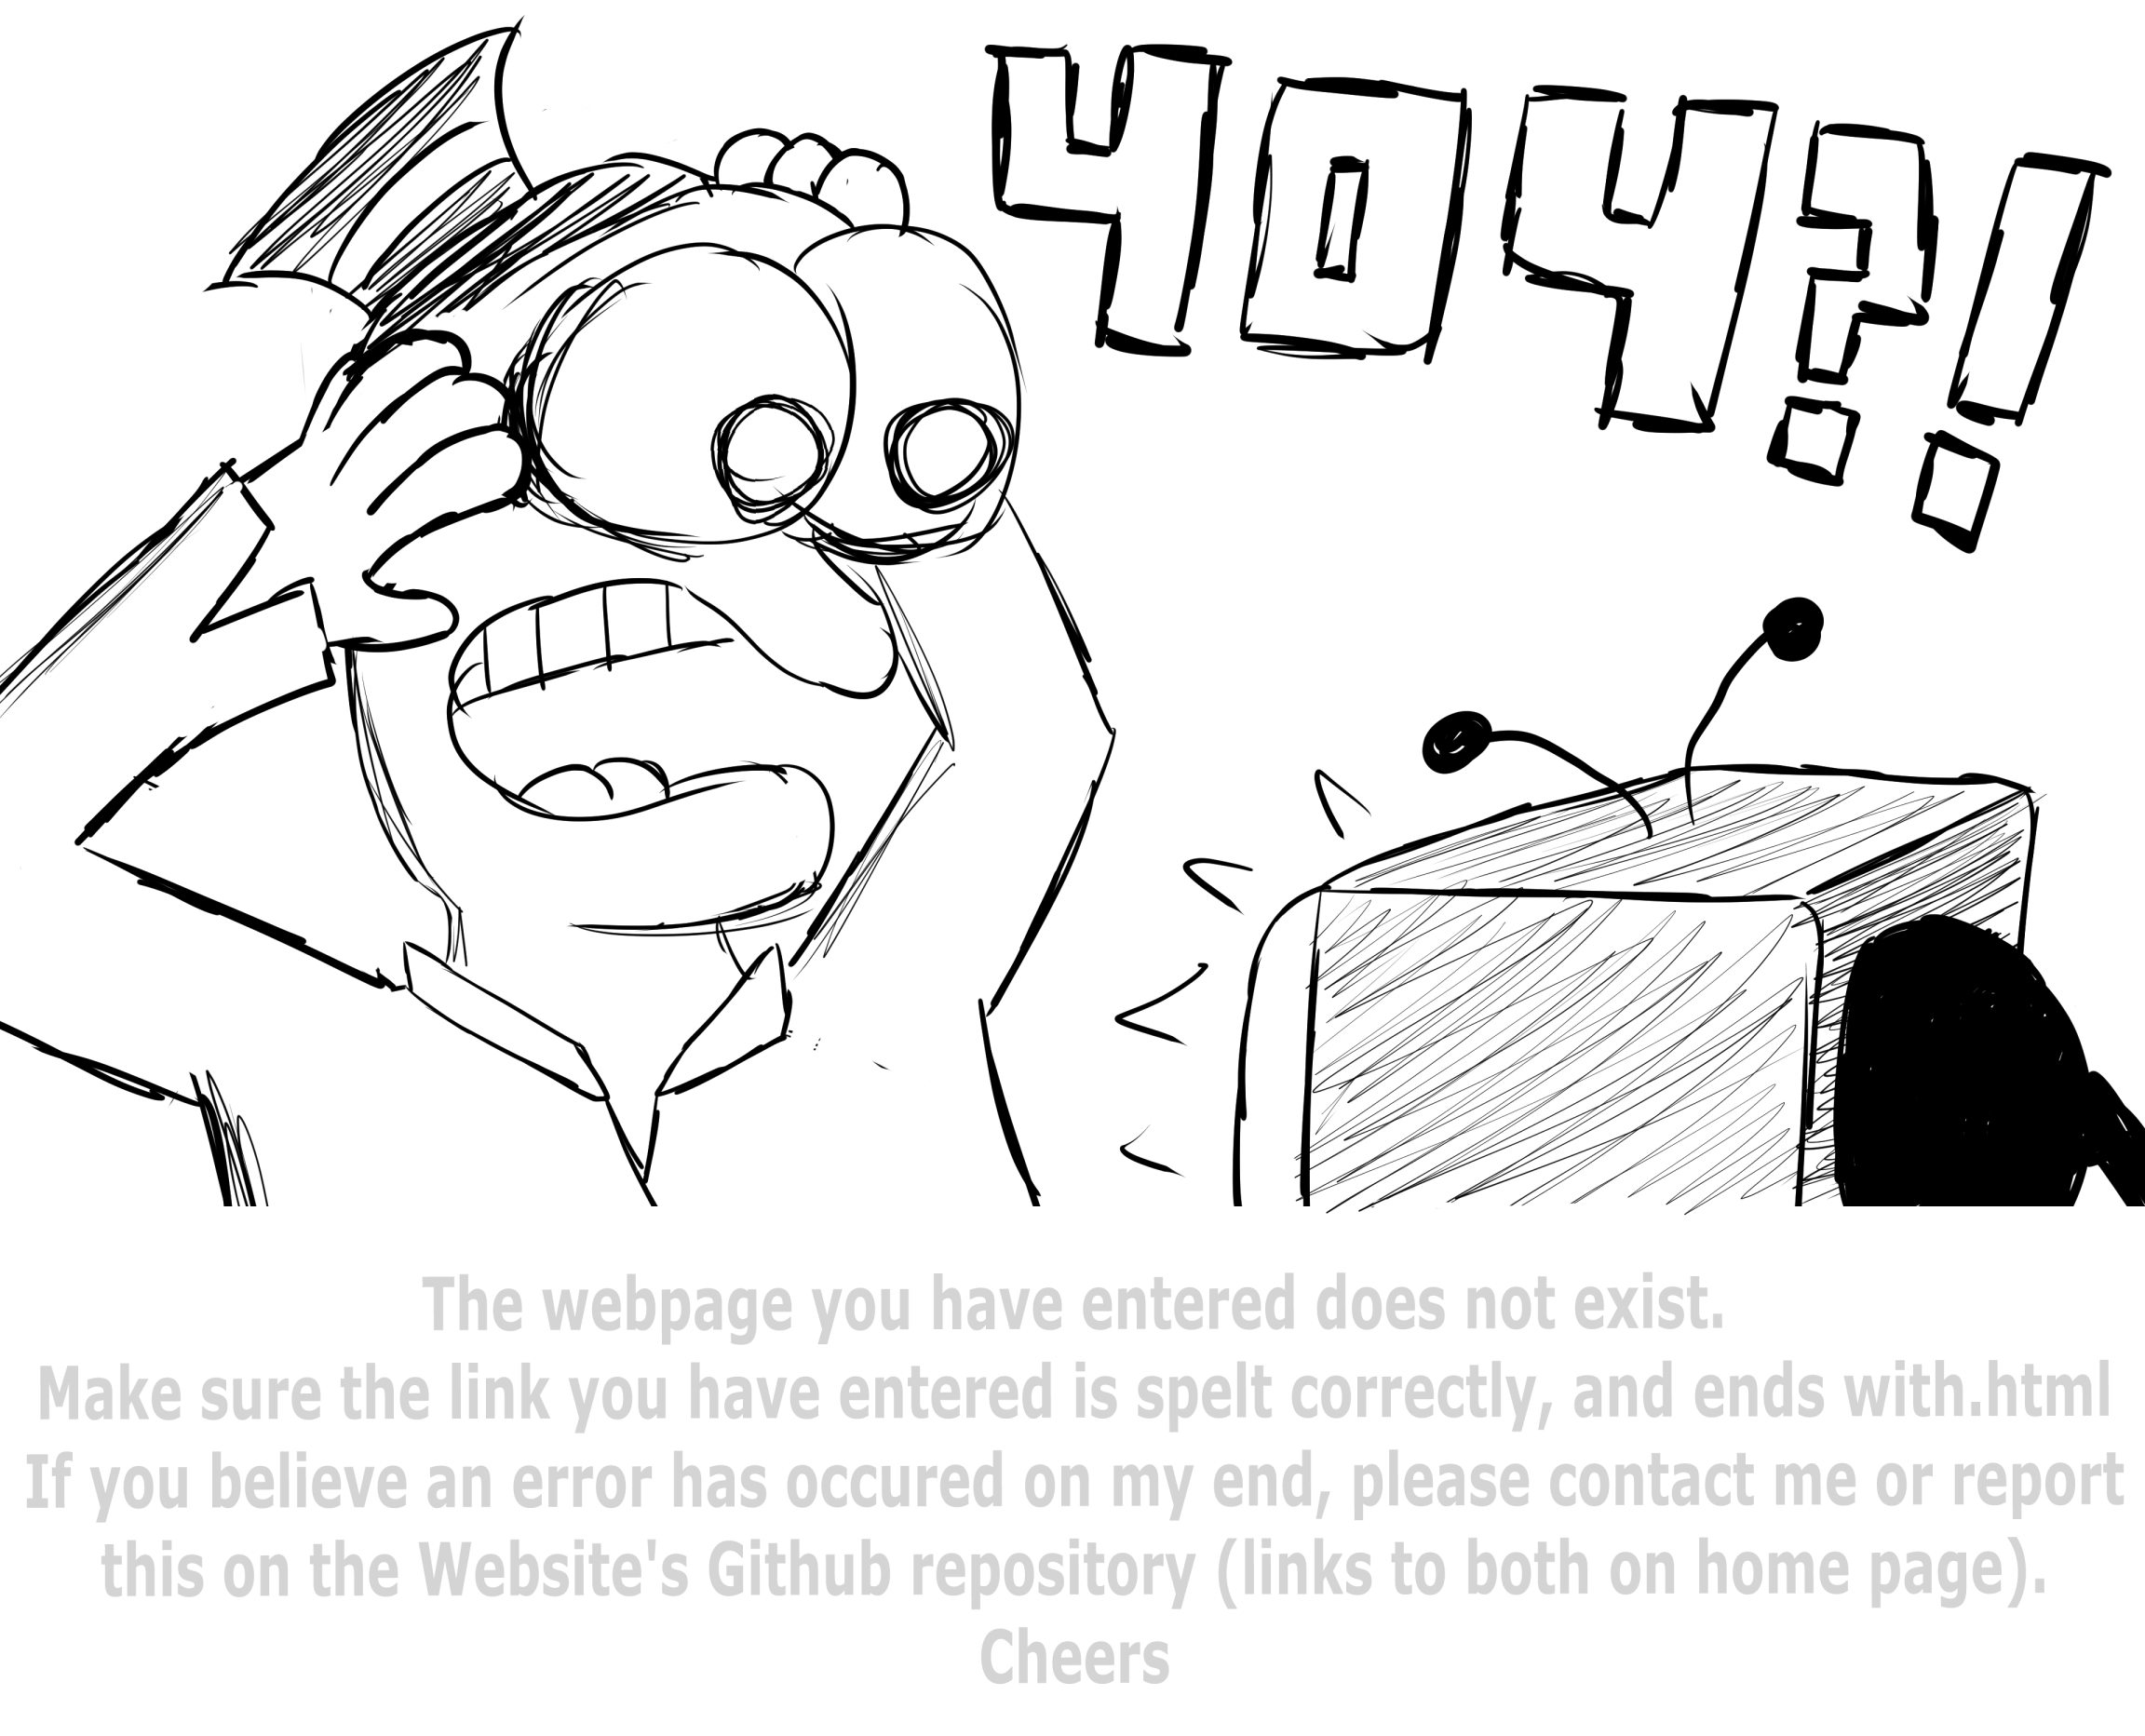 404?!
The webpage you have entered does not exist.
Make sure the link you have entered is spelt correctly, and ends with.html
If you believe an error has occured on my end, please contact me or report
this on the Website's Github repository (links to both on home page).
Cheers